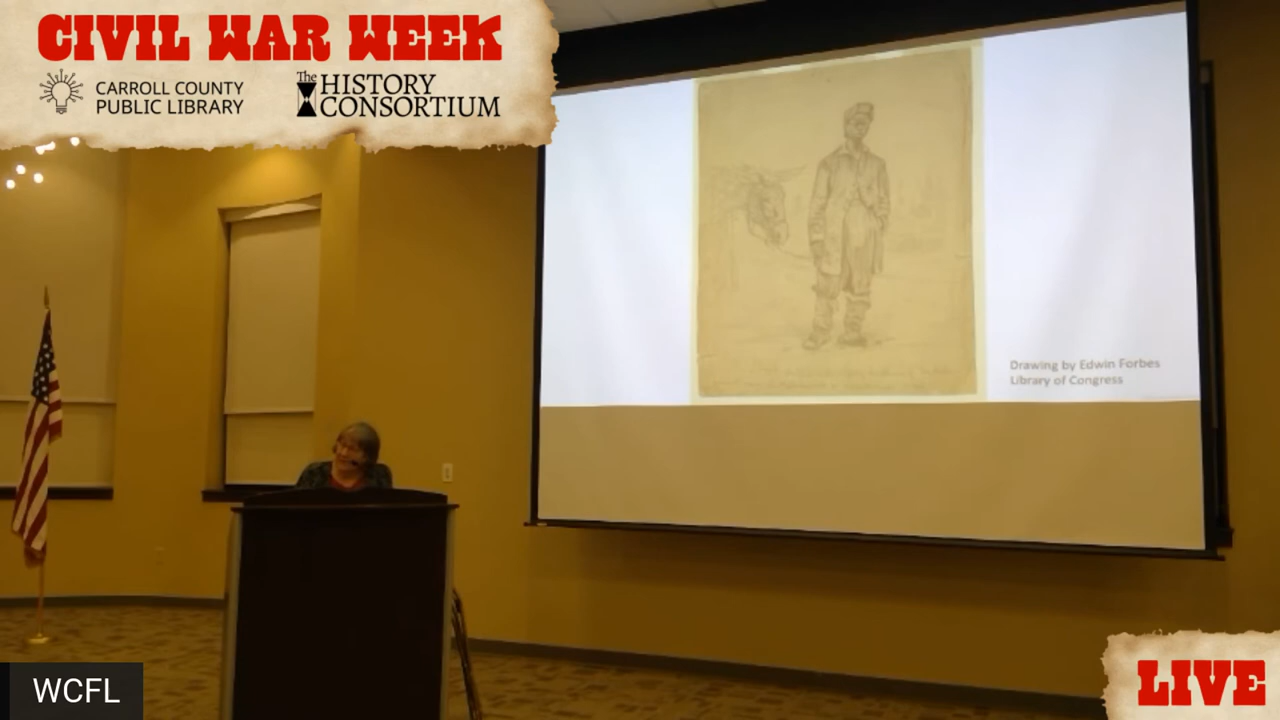 CIVIL WAR WEEK
CARROLL COUNTY
PUBLIC LIBRARY
The HISTORY
CONSORTIUM
Drawing by Edwin Forbes
Library of Congress
WCFL
LIVE